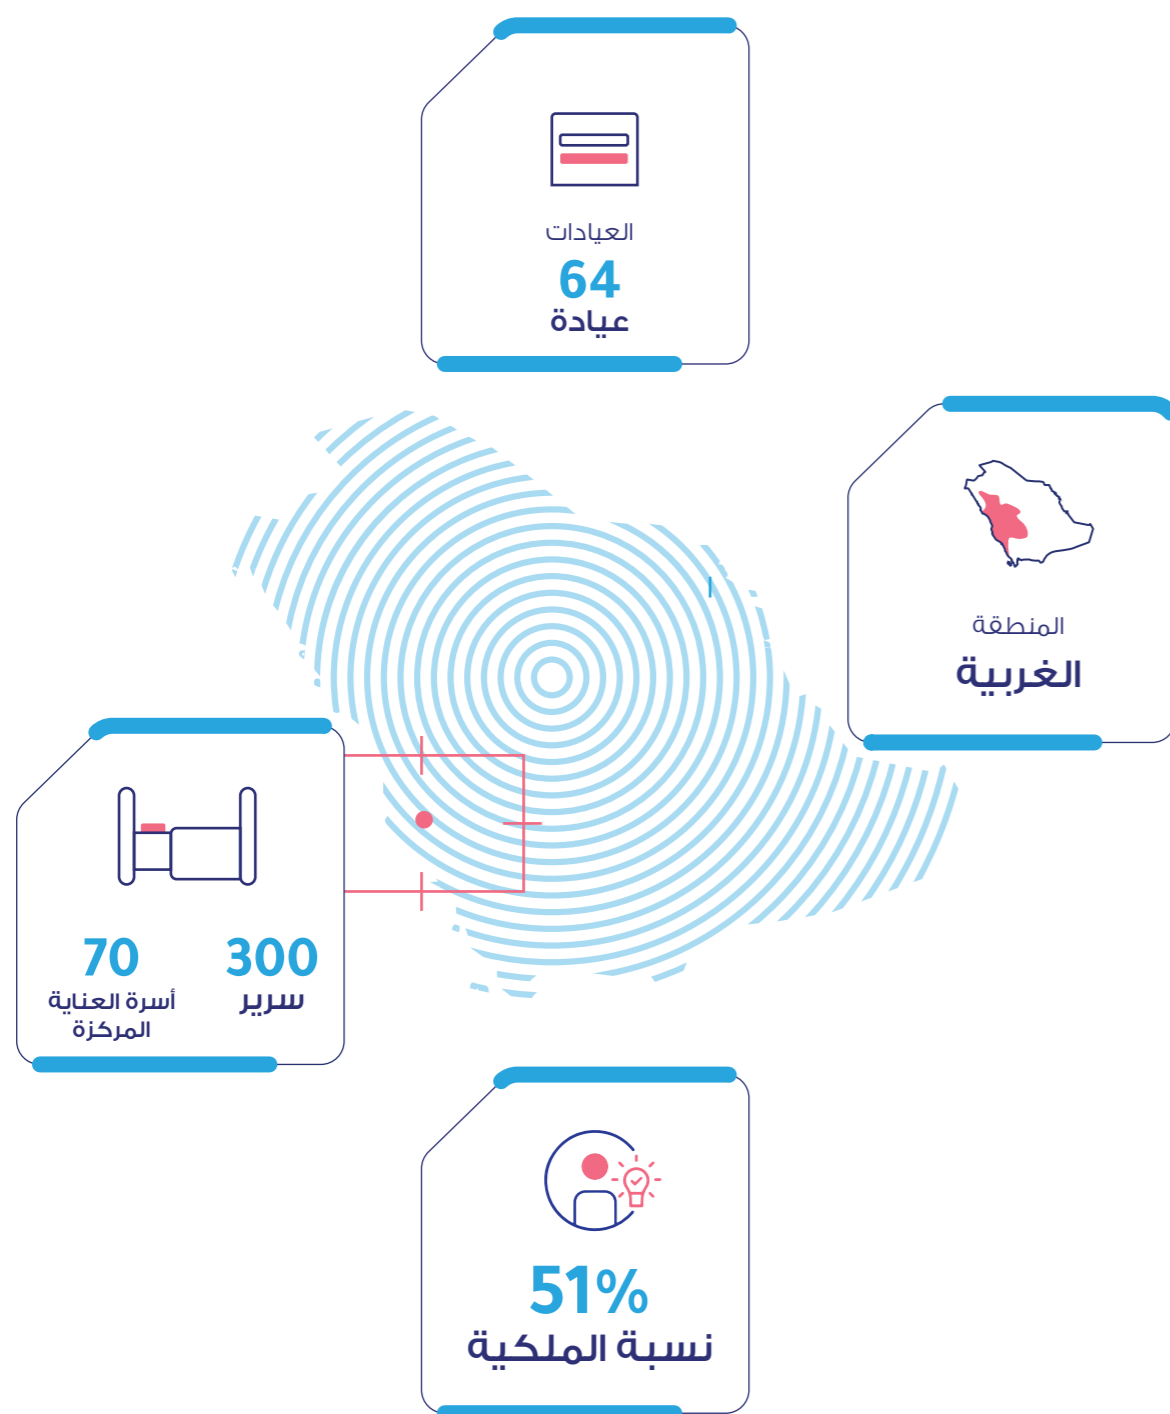 العيادات
64
عيادة
المنطقة
الغربية
300
سرير
70
أسرة العناية
المركزة
51%
نسبة الملكية